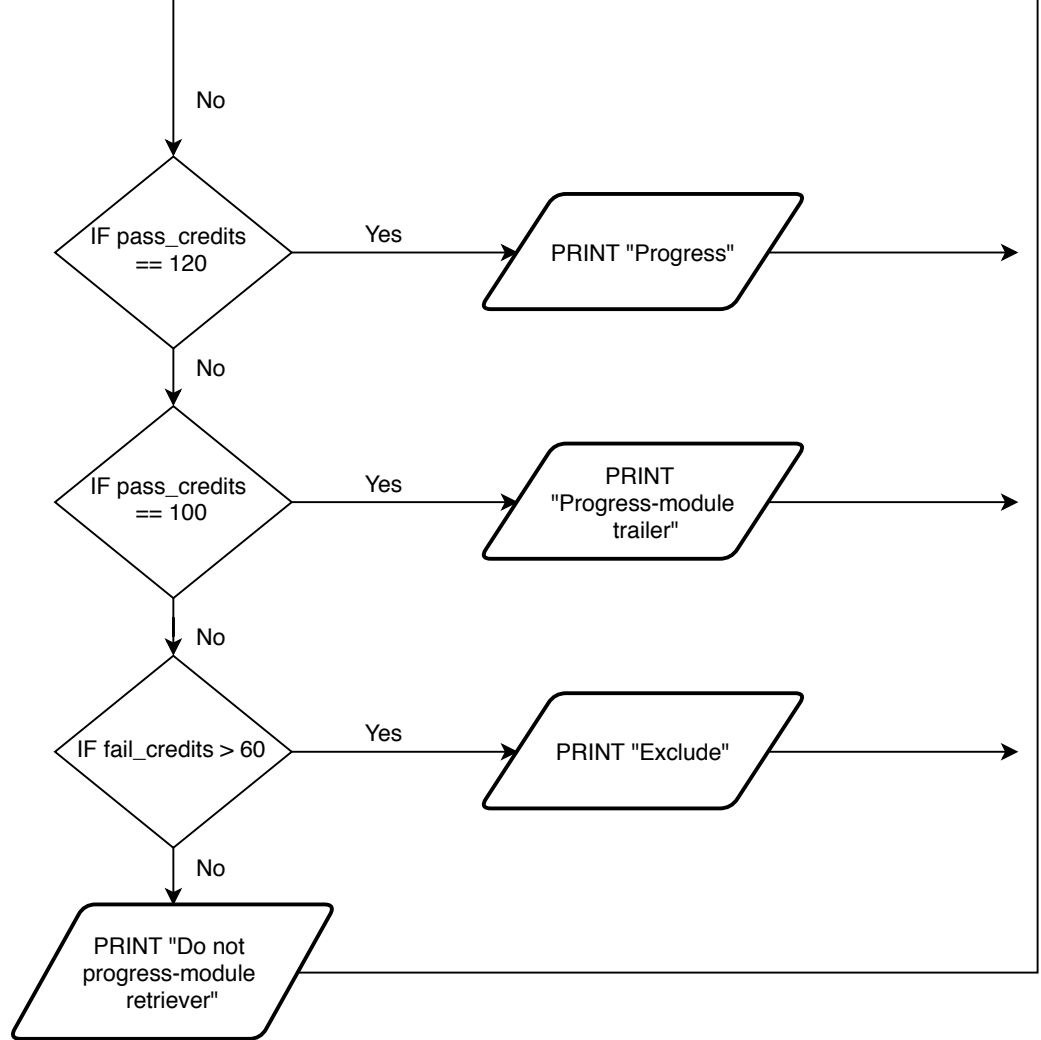 No
IF pass_credits
== 120
Yes
PRINT "Progress"
No
IF pass_credits
== 100
Yes
PRINT
"Progress-module
trailer"
No
IF fail_credits > 60
Yes
PRINT "Exclude"
No
PRINT "Do not
progress-module
retriever"